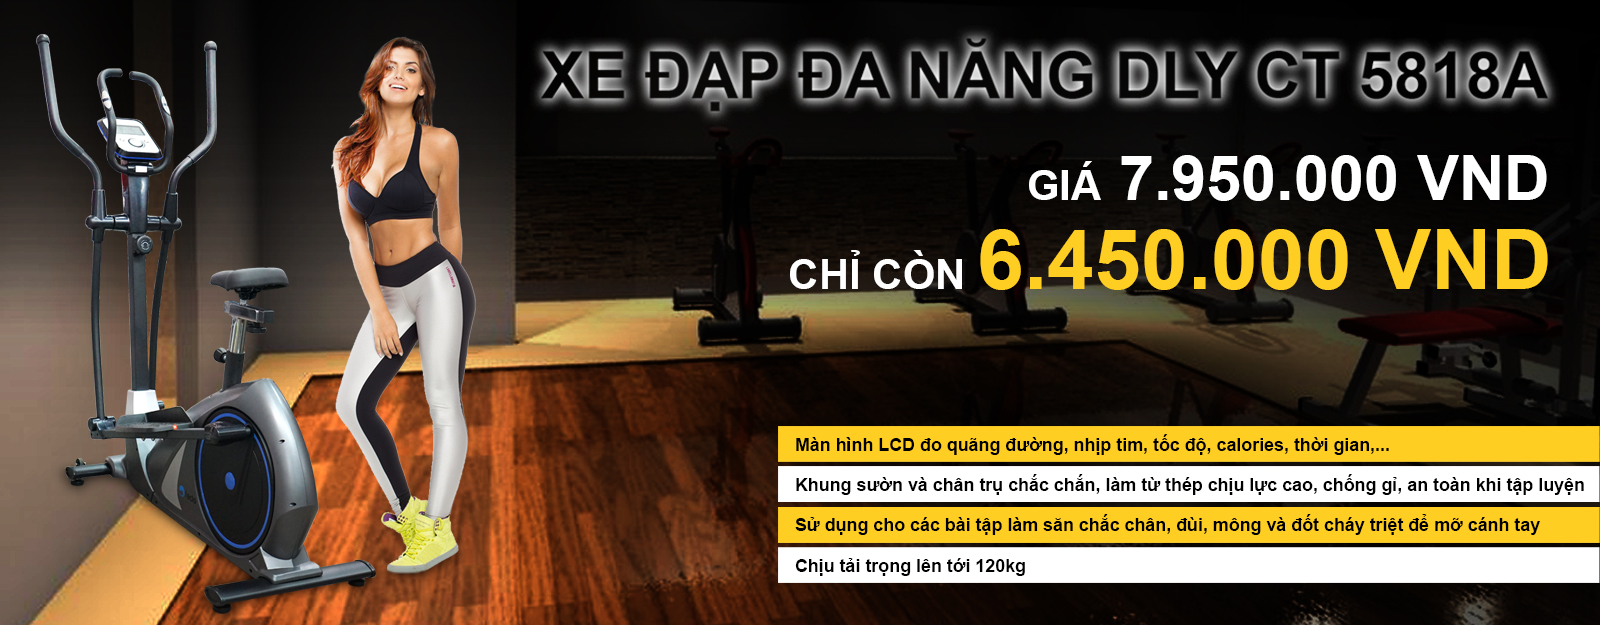 XE ĐẠP ĐA NĂNG DLY CT 5818A
GIÁ 7.950.000 VND
CHỈ CÒN 6.450.000 VND
Màn hình LCD đo quãng đường, nhịp tim, tốc độ, calories, thời gian,...
Khung sườn và chân trụ chắc chắn, làm từ thép chịu lực cao, chống gỉ, an toàn khi tập luyện
Sử dụng cho các bài tập làm săn chắc chân, đùi, mông và đốt cháy triệt để mỡ cánh tay
Chịu tải trọng lên tới 120kg